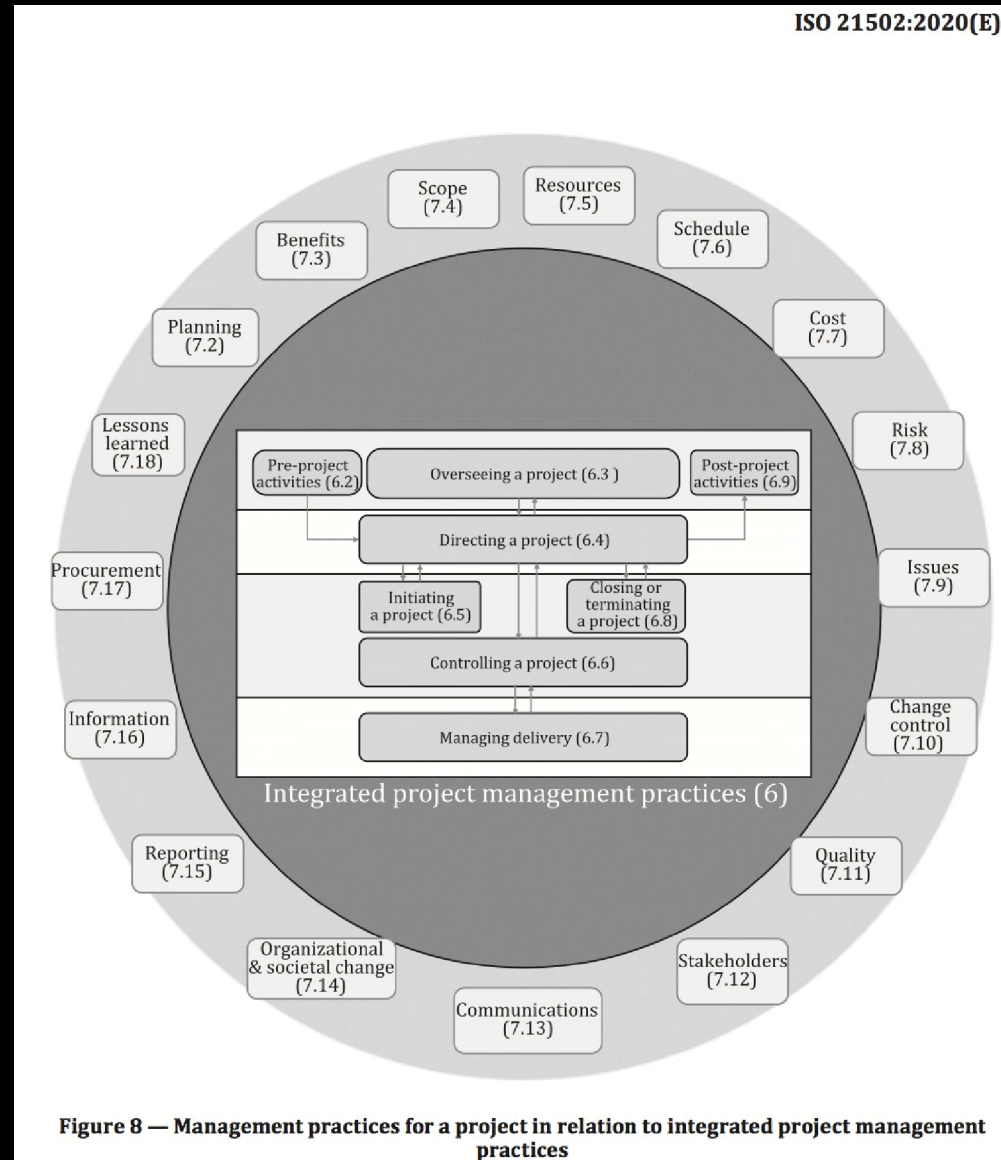 ISO 21502:2020(E)
Scope
(7.4)
Resources
(7.5)
Schedule
(7.6)
Benefits
(7.3)
Cost
(7.7)
Planning
(7.2)
Risk
(7.8)
Lessons
learned
(7.18)
Pre-project
activities (6.2)
Overseeing a project (6.3 )
Post-project
activities (6.9)
Directing a project (6.4)
Procurement
(7.17)
Issues
(7.9)
Initiating
a project (6.5)
Closing or
terminating
a project (6.8)
Controlling a project (6.6)
Information
(7.16)
Change
control
(7.10)
Managing delivery (6.7)
Integrated project management practices (6)
Reporting
(7.15)
Quality
(7.11)
Organizational
& societal change
(7.14)
Stakeholders
(7.12)
Communications
(7.13)
Figure 8 — Management practices for a project in relation to integrated project management
practices